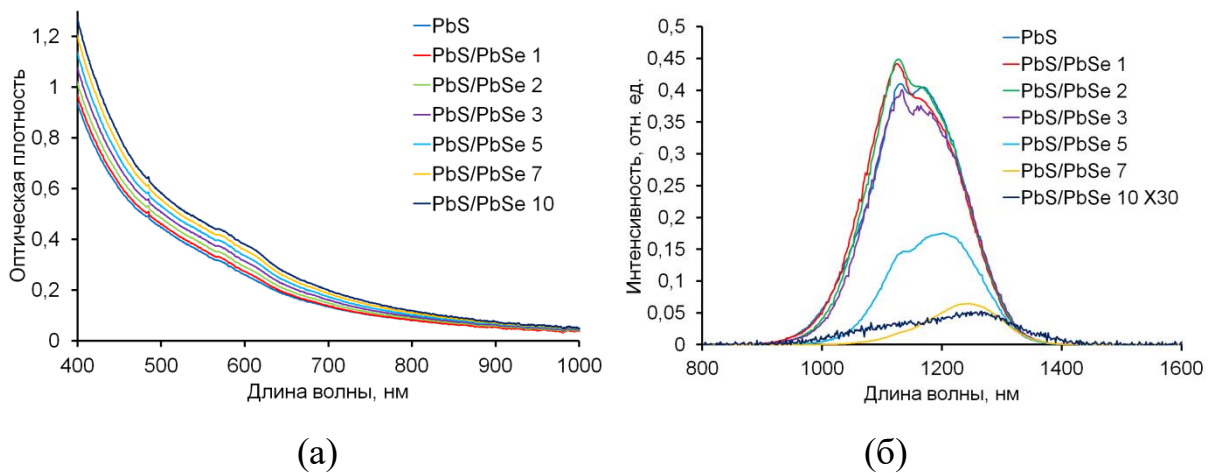 Оптическая плотность
1,2
1
0,8
0,6
0,4
0,2
0
400 500 600 700 800 900 1000
Длина волны, нм
PbS
PbS/PbSe 1
PbS/PbSe 2
PbS/PbSe 3
PbS/PbSe 5
PbS/PbSe 7
PbS/PbSe 10
(а)
Интенсивность, отн. ед.
0,5
0,45
0,4
0,35
0,3
0,25
0,2
0,15
0,1
0,05
0
800 1000 1200 1400 1600
Длина волны, нм
PbS
PbS/PbSe 1
PbS/PbSe 2
PbS/PbSe 3
PbS/PbSe 5
PbS/PbSe 7
PbS/PbSe 10 X30
(б)